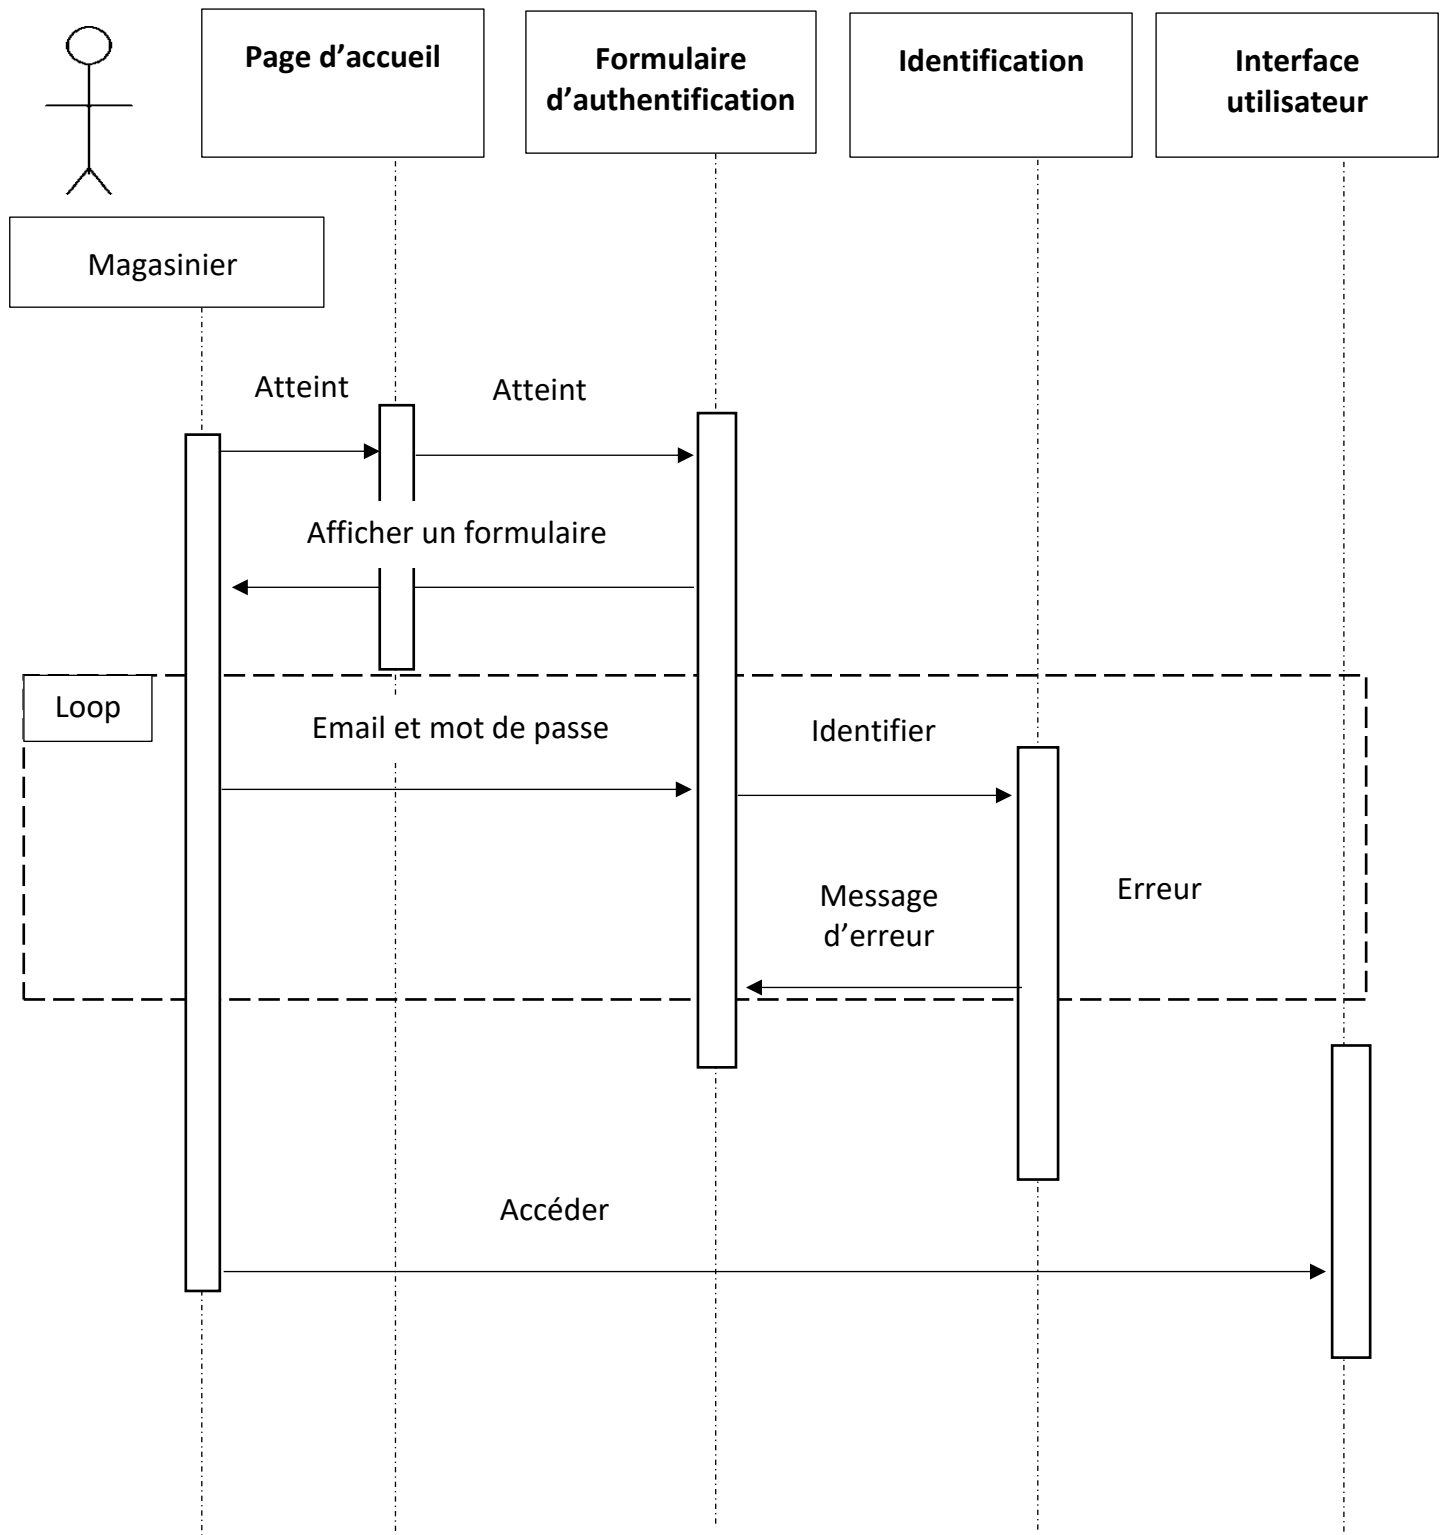 Page d’accueil
Formulaire
d’authentification
Identification
Interface
utilisateur
Magasinier
Atteint
Atteint
Afficher un formulaire
Loop
Email et mot de passe
Identifier
Message
d’erreur
Erreur
Accéder